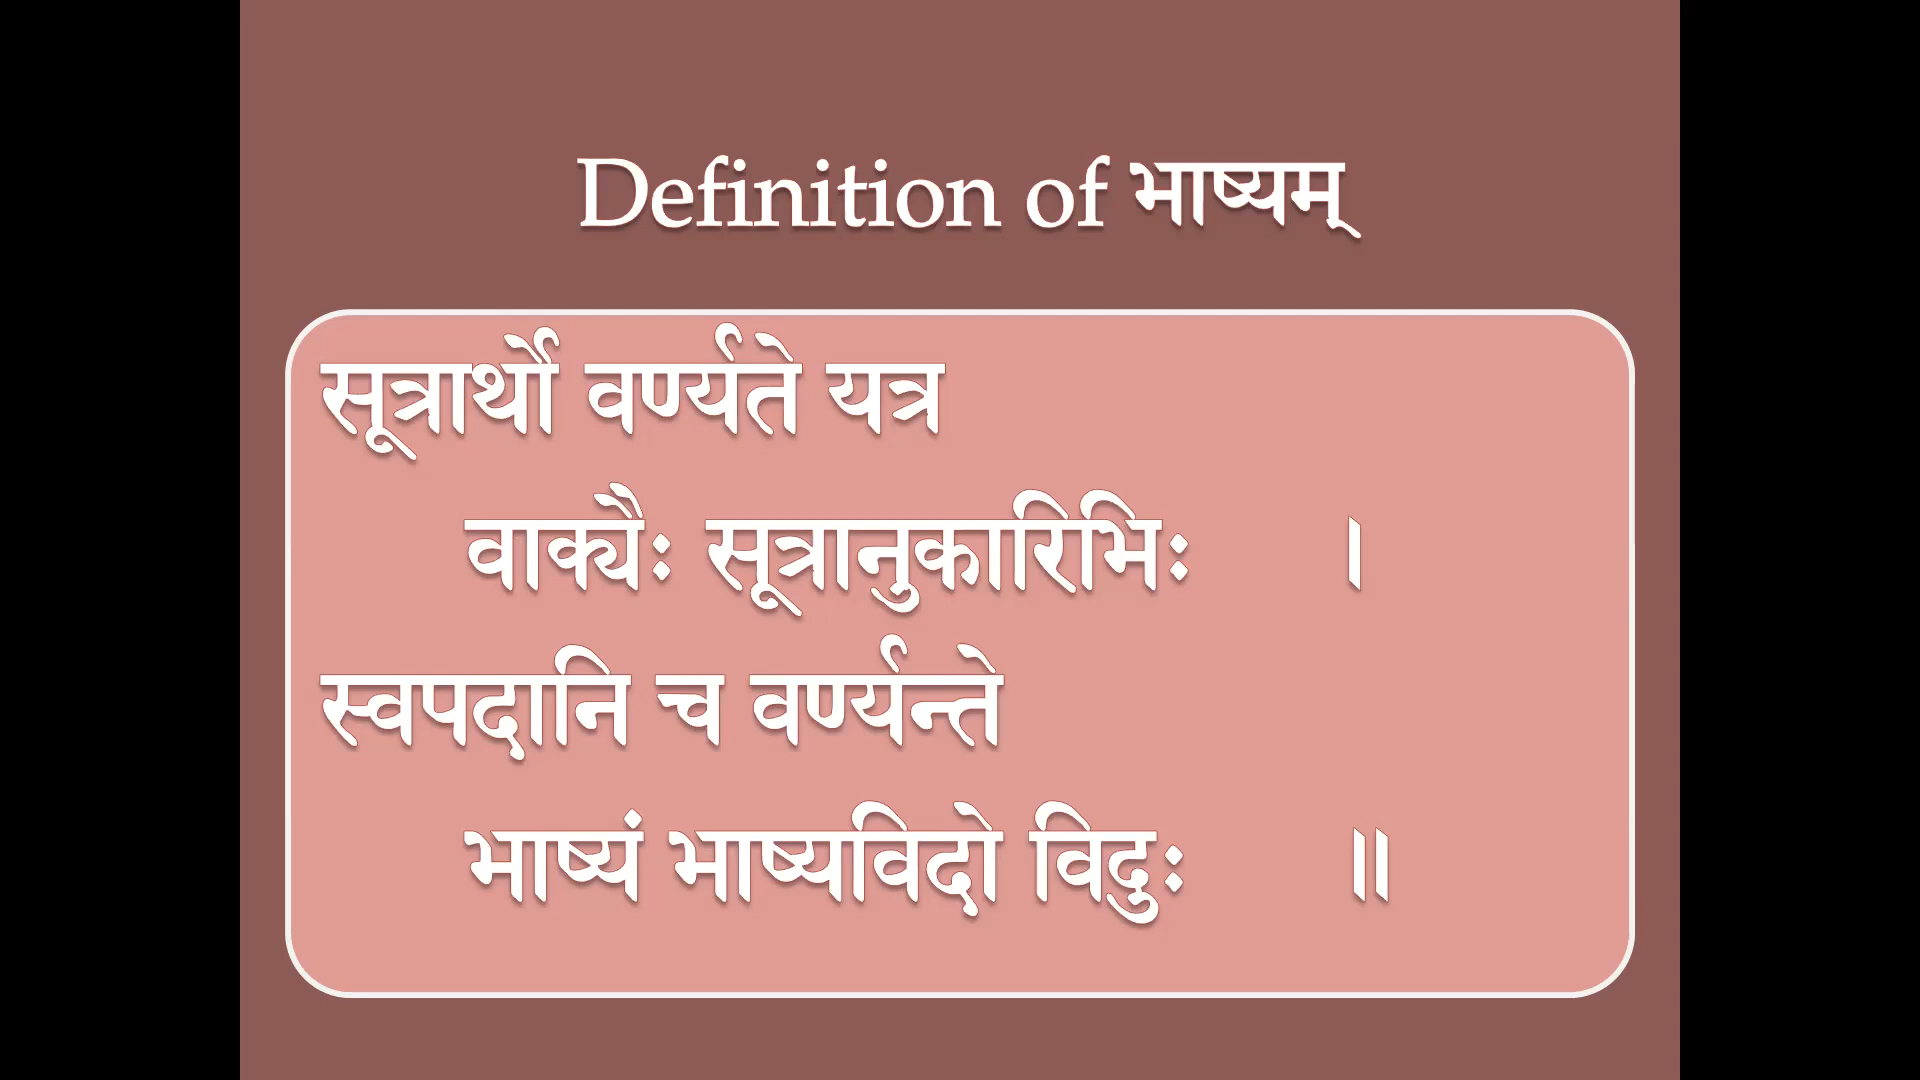 Definition of भाष्यम्
सूत्रार्थो वर्ण्यते यत्र
वाक्यैः सूत्रानुकारिभिः ।
स्वपदानि च वर्ण्यन्ते
भाष्यं भाष्यविदो विदुः ॥